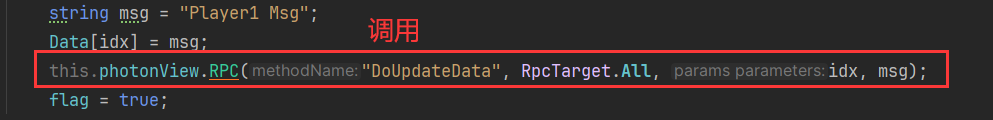 string msg = "Player1 Msg";
调用
Data[idx] = msg;
this.photonView.RPC( methodName: "DoUpdateData", RpcTarget.All, params parameters: idx, msg);
flag = true;